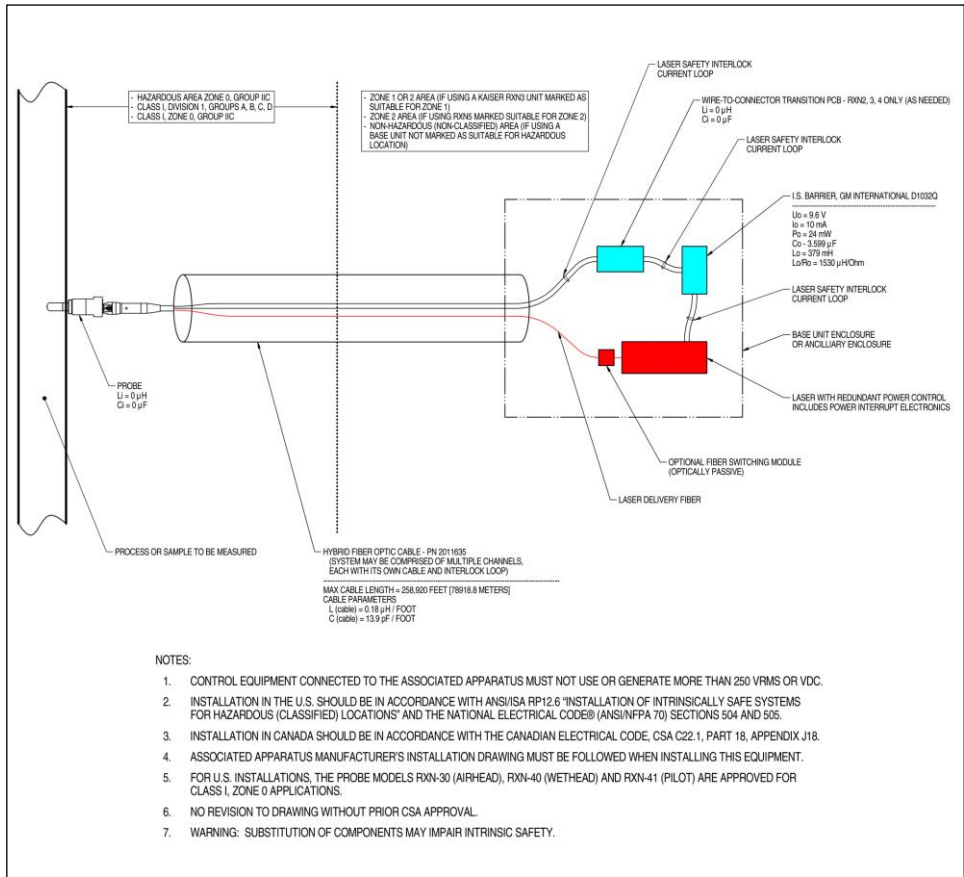 LASER SAFETY INTERLOCK
CURRENT LOOP
- HAZARDOUS AREA ZONE 0, GROUP IIC
- CLASS I, DIVISION 1, GROUPS A, B, C, D
- CLASS I, ZONE 0, GROUP IIC
- ZONE 1 OR 2 AREA (IF USING A KAISER RXN3 UNIT MARKED AS
SUITABLE FOR ZONE 1)
- ZONE 2 AREA (IF USING RXN5 MARKED SUITABLE FOR ZONE 2)
- NON-HAZARDOUS (NON-CLASSIFIED) AREA (IF USING A
BASE UNIT NOT MARKED AS SUITABLE FOR HAZARDOUS
LOCATION)
WIRE-TO-CONNECTOR TRANSITION PCB - RXN2, 3, 4 ONLY (AS NEEDED)
Li = 0 µH
Ci = 0 µF
LASER SAFETY INTERLOCK
CURRENT LOOP
I.S. BARRIER, GM INTERNATIONAL D1032Q
Uo = 9.6 V
Io = 10 mA
Po = 24 mW
Co - 3.599 µF
Lo = 379 mH
Lo/Ro = 1530 µH/Ohm
LASER SAFETY INTERLOCK
CURRENT LOOP
BASE UNIT ENCLOSURE
OR ANCILLIARY ENCLOSURE
PROBE
Li = 0 µH
Ci = 0 µF
LASER WITH REDUNDANT POWER CONTROL
INCLUDES POWER INTERRUPT ELECTRONICS
OPTIONAL FIBER SWITCHING MODULE
(OPTICALLY PASSIVE)
LASER DELIVERY FIBER
PROCESS OR SAMPLE TO BE MEASURED
HYBRID FIBER OPTIC CABLE - PN 2011635
(SYSTEM MAY BE COMPRISED OF MULTIPLE CHANNELS,
EACH WITH ITS OWN CABLE AND INTERLOCK LOOP)
MAX CABLE LENGTH = 258,920 FEET [78918.8 METERS]
CABLE PARAMETERS
L (cable) = 0.18 µH / FOOT
C (cable) = 13.9 pF / FOOT
NOTES:
1. CONTROL EQUIPMENT CONNECTED TO THE ASSOCIATED APPARATUS MUST NOT USE OR GENERATE MORE THAN 250 VRMS OR VDC.
2. INSTALLATION IN THE U.S. SHOULD BE IN ACCORDANCE WITH ANSI/ISA RP12.6 "INSTALLATION OF INTRINSICALLY SAFE SYSTEMS
FOR HAZARDOUS (CLASSIFIED) LOCATIONS" AND THE NATIONAL ELECTRICAL CODE® (ANSI/NFPA 70) SECTIONS 504 AND 505.
3. INSTALLATION IN CANADA SHOULD BE IN ACCORDANCE WITH THE CANADIAN ELECTRICAL CODE, CSA C22.1, PART 18, APPENDIX J18.
4. ASSOCIATED APPARATUS MANUFACTURER'S INSTALLATION DRAWING MUST BE FOLLOWED WHEN INSTALLING THIS EQUIPMENT.
5. FOR U.S. INSTALLATIONS, THE PROBE MODELS RXN-30 (AIRHEAD), RXN-40 (WETHEAD) AND RXN-41 (PILOT) ARE APPROVED FOR
CLASS I, ZONE 0 APPLICATIONS.
6. NO REVISION TO DRAWING WITHOUT PRIOR CSA APPROVAL.
7. WARNING: SUBSTITUTION OF COMPONENTS MAY IMPAIR INTRINSIC SAFETY.